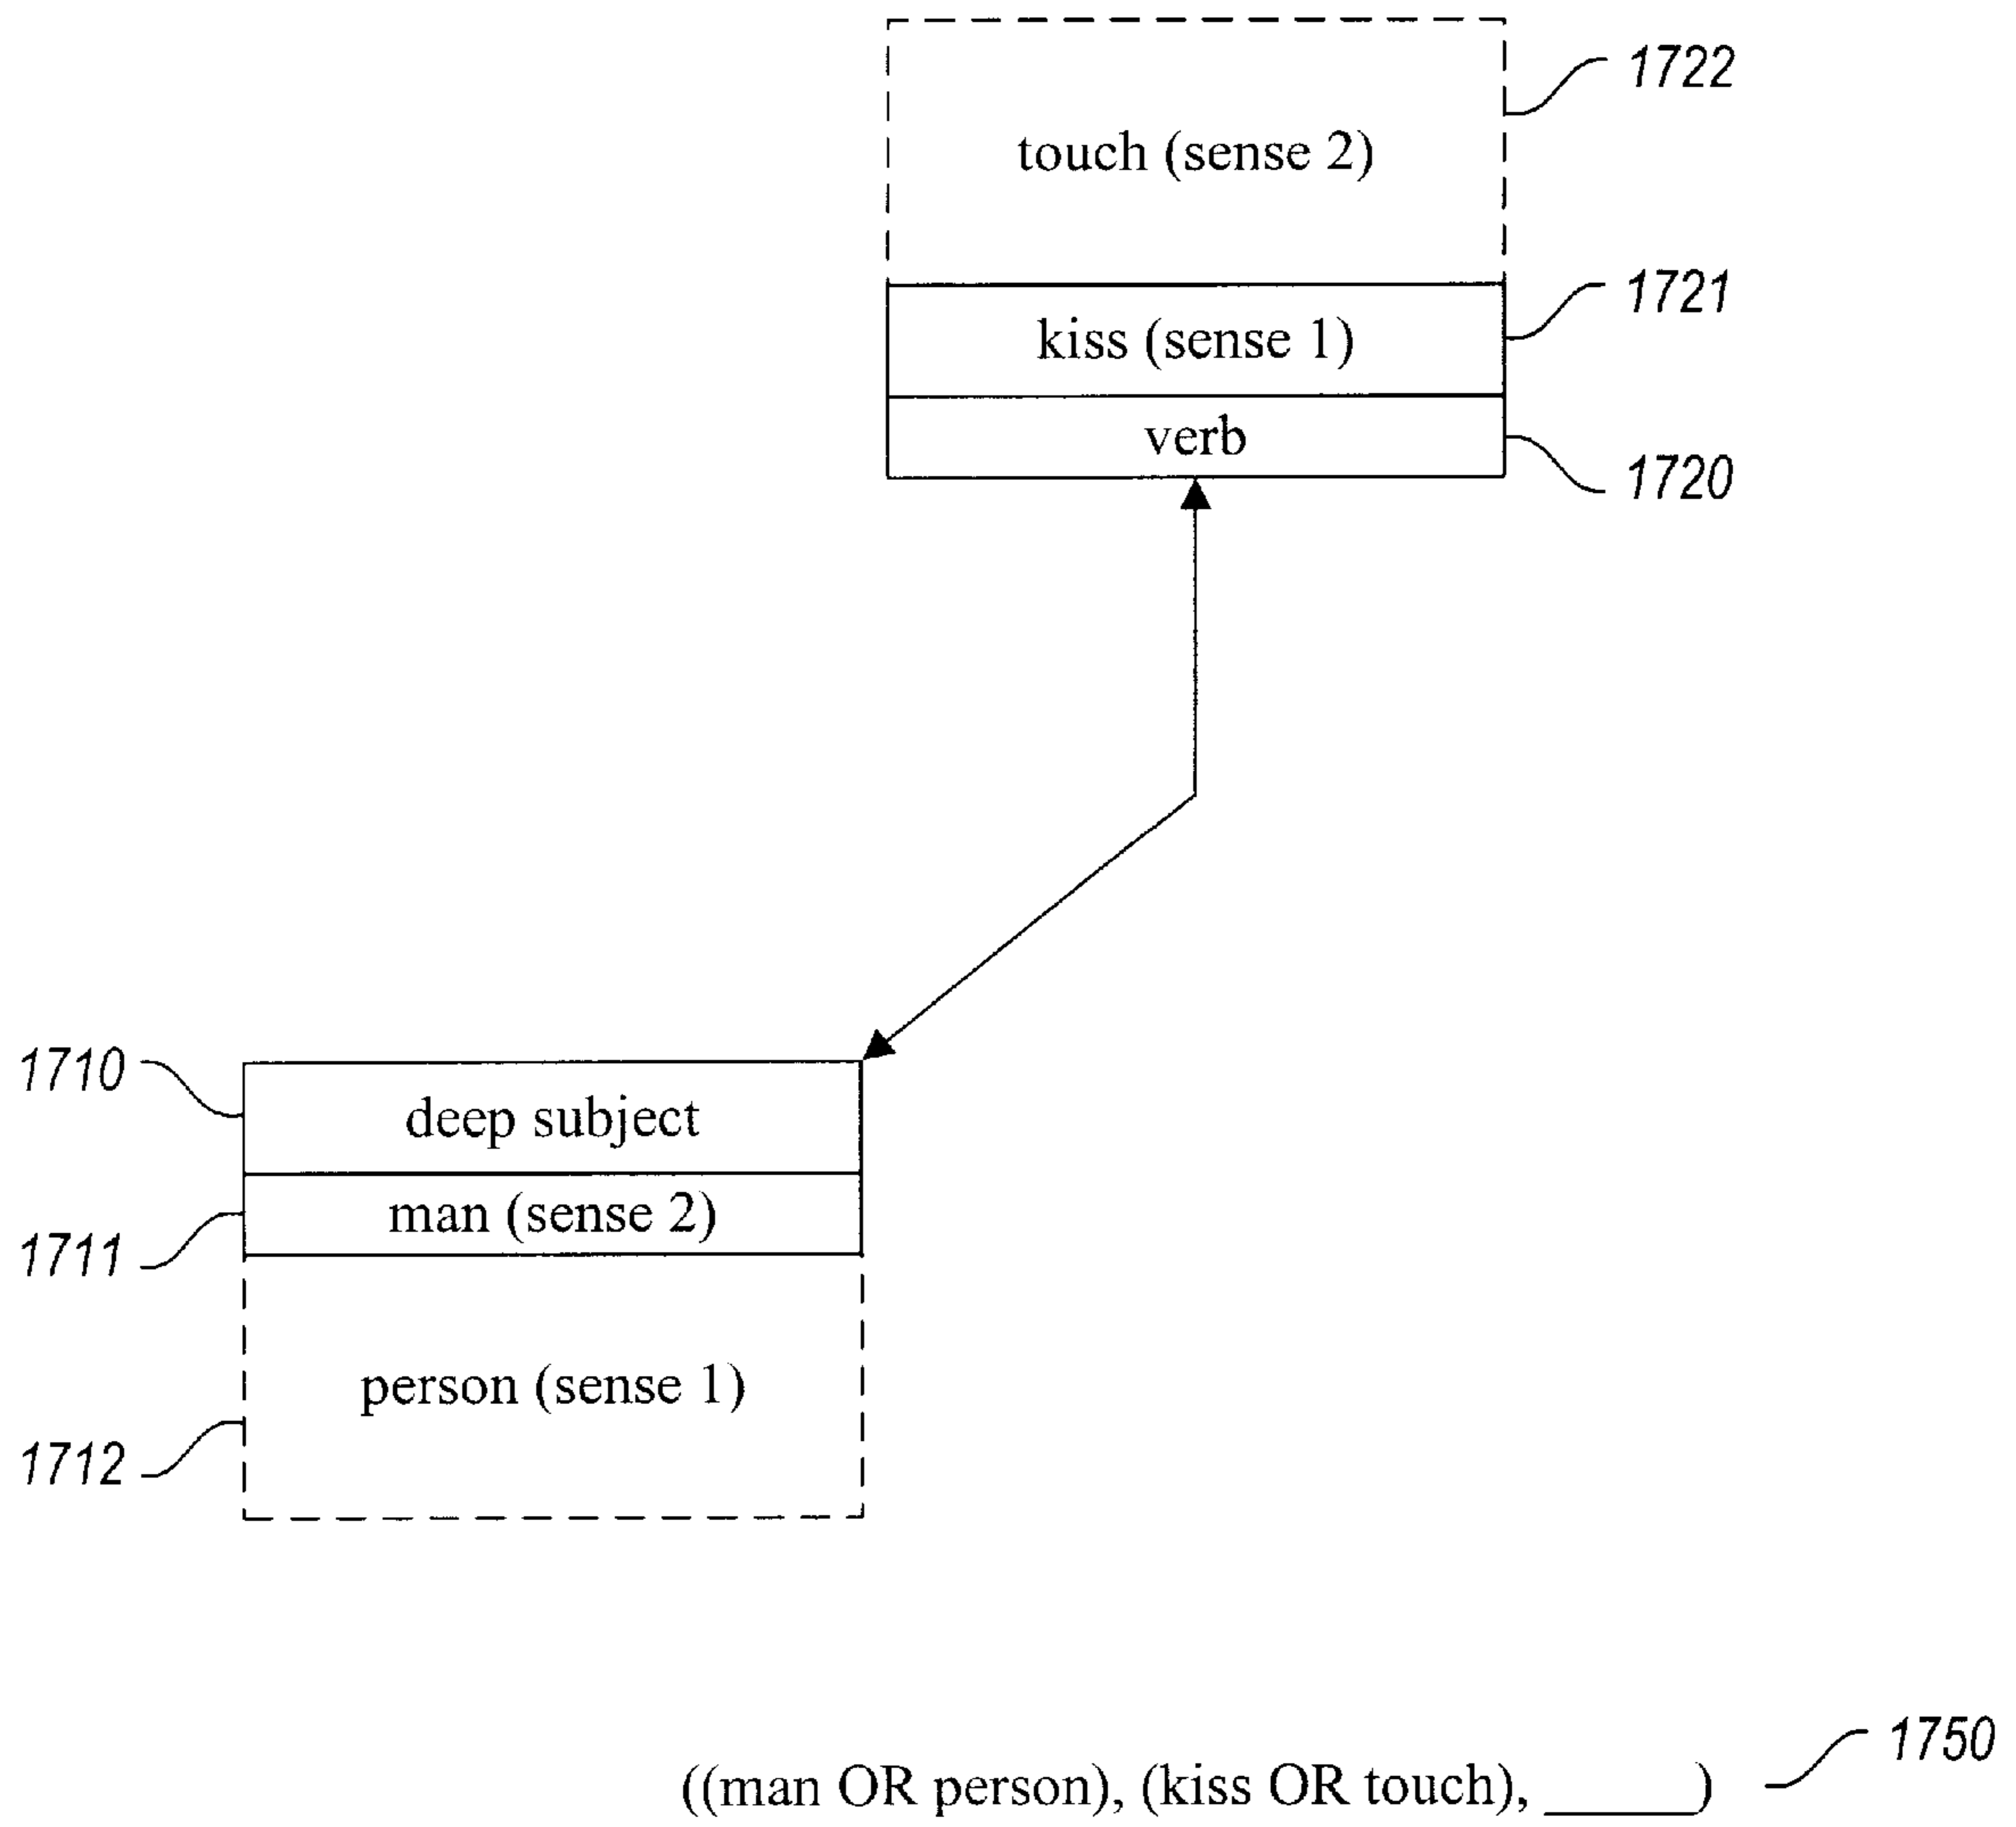 1722
touch (sense 2)
1721
kiss (sense 1)
verb
1720
1710
deep subject
man (sense 2)
1711
person (sense 1)
1712
1750
((man OR person), (kiss OR touch), ______)